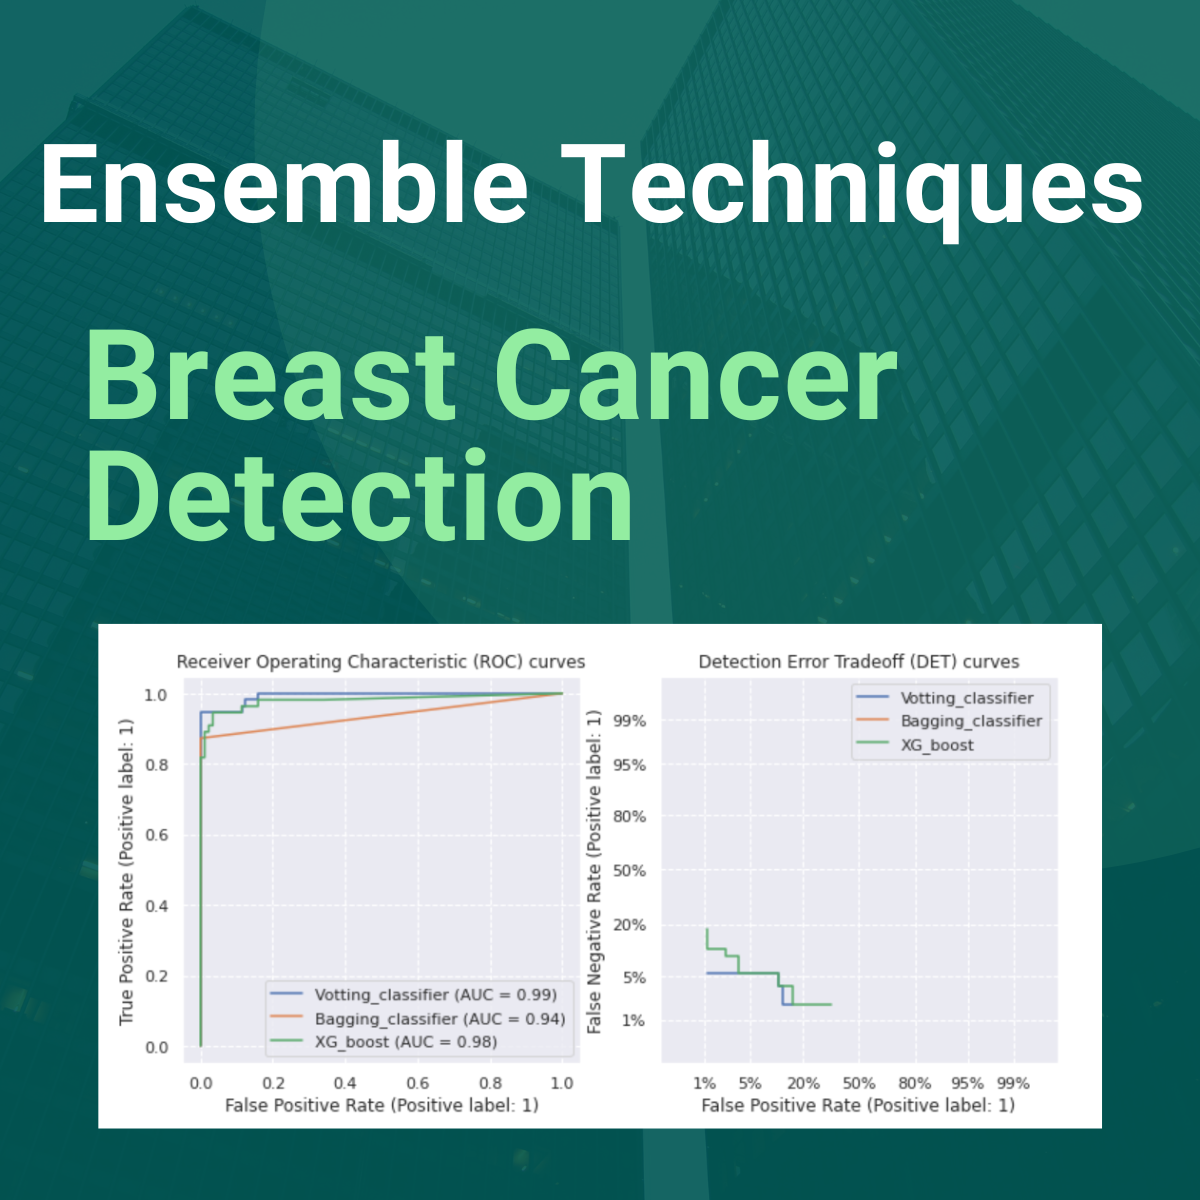 Ensemble Techniques
Breast Cancer
Detection
Receiver Operating Characteristic (ROC) curves
True Positive Rate (Positive label: 1)
1.0
0.8
0.6
0.4
0.2
0.0
Votting_classifier (AUC = 0.99)
Bagging_classifier (AUC = 0.94)
XG_boost (AUC = 0.98)
0.0 0.2 0.4 0.6 0.8 1.0
False Positive Rate (Positive label: 1)
Detection Error Tradeoff (DET) curves
False Negative Rate (Positive label: 1)
99%
95%
80%
50%
20%
5%
1%
Votting_classifier
Bagging_classifier
XG_boost
1% 5% 20% 50% 80% 95% 99%
False Positive Rate (Positive label: 1)